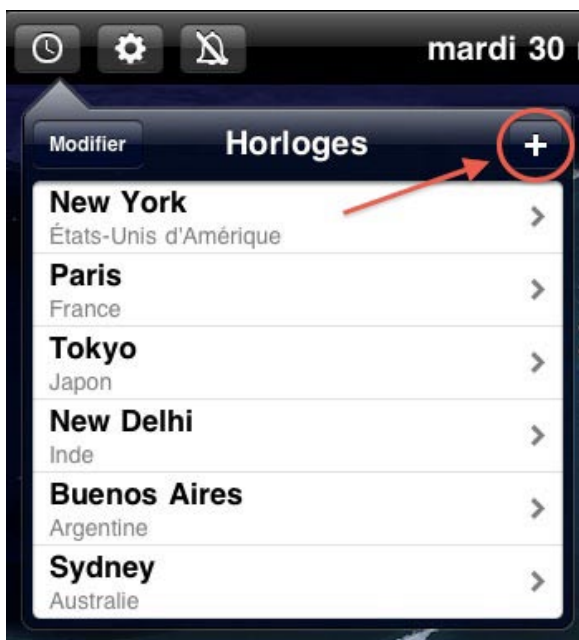 mardi 30
Modifier
Horloges
+
New York
États-Unis d'Amérique
Paris
France
Tokyo
Japon
New Delhi
Inde
Buenos Aires
Argentine
Sydney
Australie